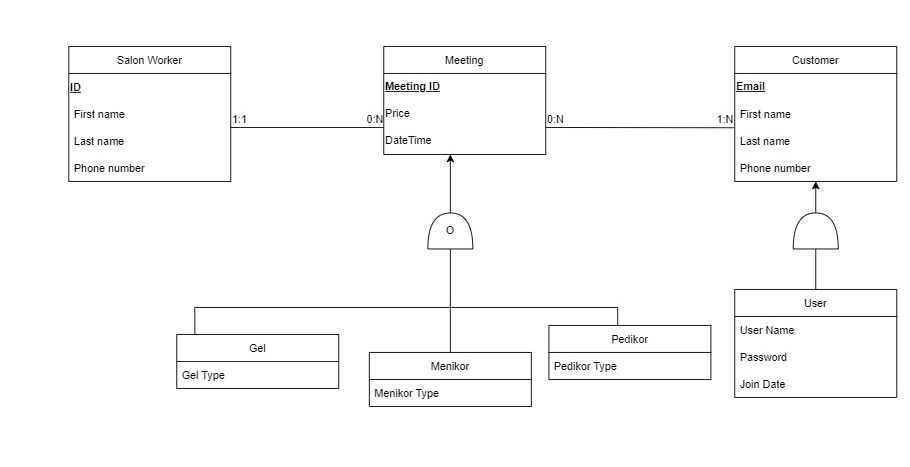 Salon Worker
ID
First name
Last name
Phone number
1:1
0:N
Meeting
Meeting ID
Price
DateTime
0:N
1:N
Customer
Email
First name
Last name
Phone number
O
Gel
Gel Type
Menikor
Menikor Type
Pedikor
Pedikor Type
User
User Name
Password
Join Date